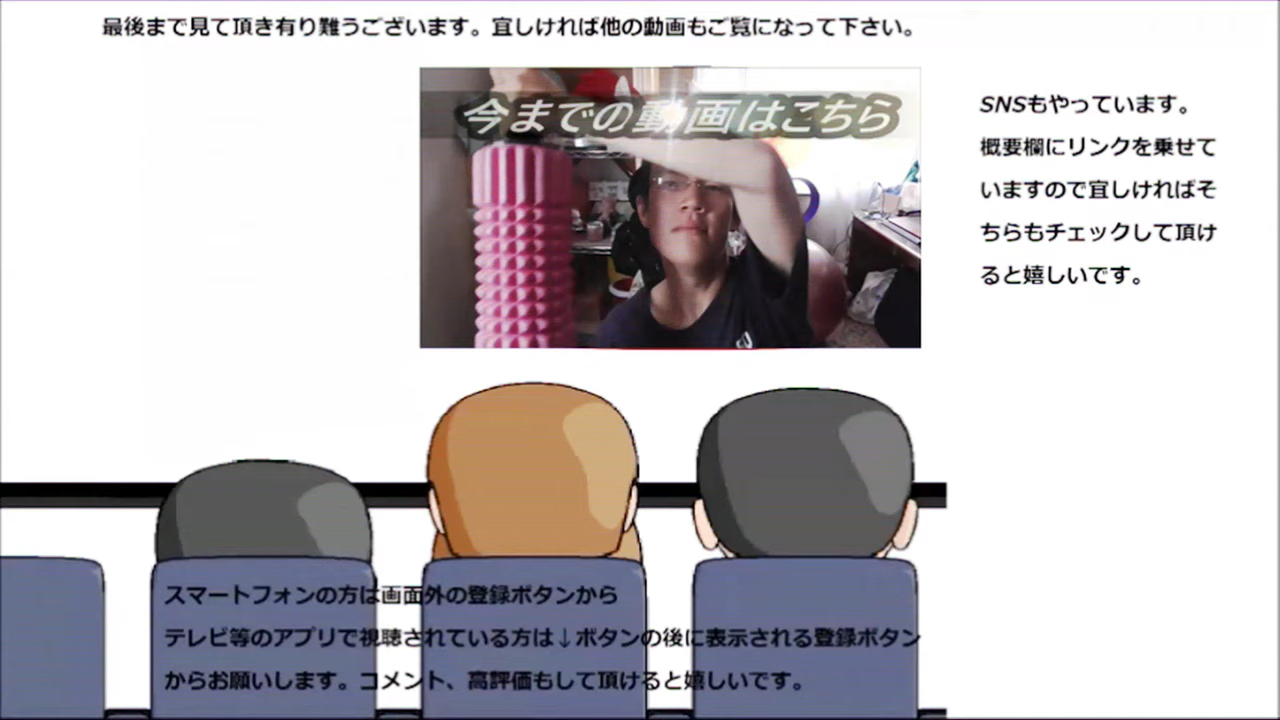 最後まで見て頂き有り難うございます。宜しければ他の動画もご覧になって下さい。
今までの動画はこちら
SNSもやっています。
概要欄にリンクを乗せて
いますので宜しければそ
ちらもチェックして頂け
ると嬉しいです。
スマートフォンの方は画面外の登録ボタンから
テレビ等のアプリで視聴されている方は↓ボタンの後に表示される登録ボタン
からお願いします。コメント、高評価もして頂けると嬉しいです。